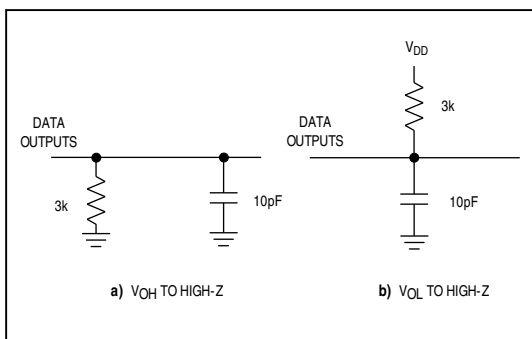 DATA
OUTPUTS
3k
10pF
a) VOH TO HIGH-Z
VDD
3k
DATA
OUTPUTS
10pF
b) VOL TO HIGH-Z